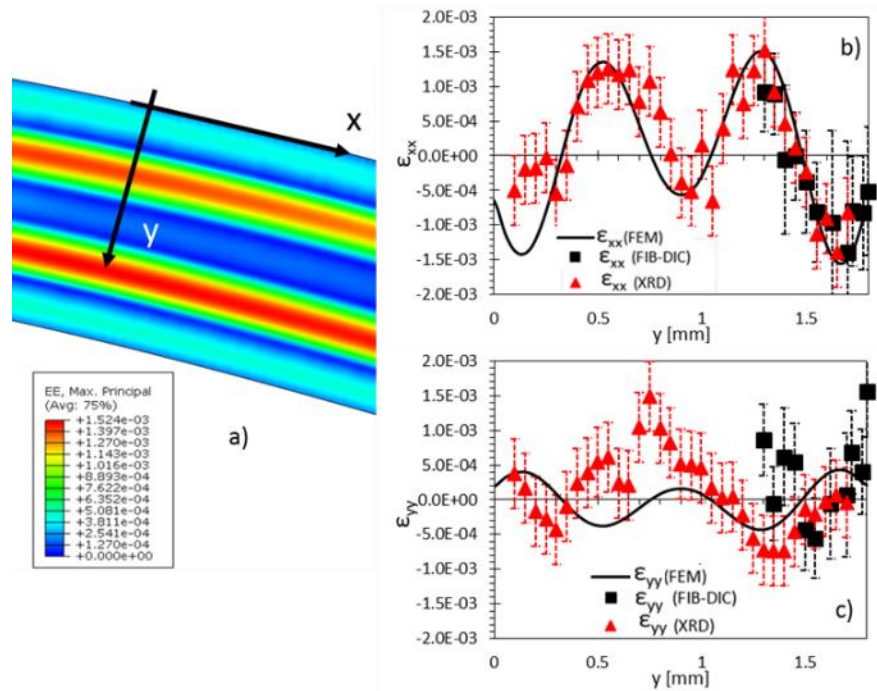 x
y
EE, Max. Principal
(Avg: 75%)
+1.524e-03
+1.397e-03
+1.270e-03
+1.143e-03
+1.016e-03
+8.893e-04
+7.622e-04
+6.352e-04
+5.081e-04
+3.811e-04
+2.541e-04
+1.270e-04
+0.000e+00
a)
2.0E-03
1.5E-03
1.0E-03
5.0E-04
0.0E+00
-5.0E-04
-1.0E-03
-1.5E-03
-2.0E-03
εxx
b)
εxx(FEM)
εxx (FIB-DIC)
εxx (XRD)
0 0.5 1 1.5
y [mm]
2.0E-03
1.5E-03
1.0E-03
5.0E-04
0.0E+00
-5.0E-04
-1.0E-03
-1.5E-03
-2.0E-03
εyy
εyy(FEM)
εyy (FIB-DIC)
εyy (XRD)
c)
0 0.5 1 1.5
y [mm]